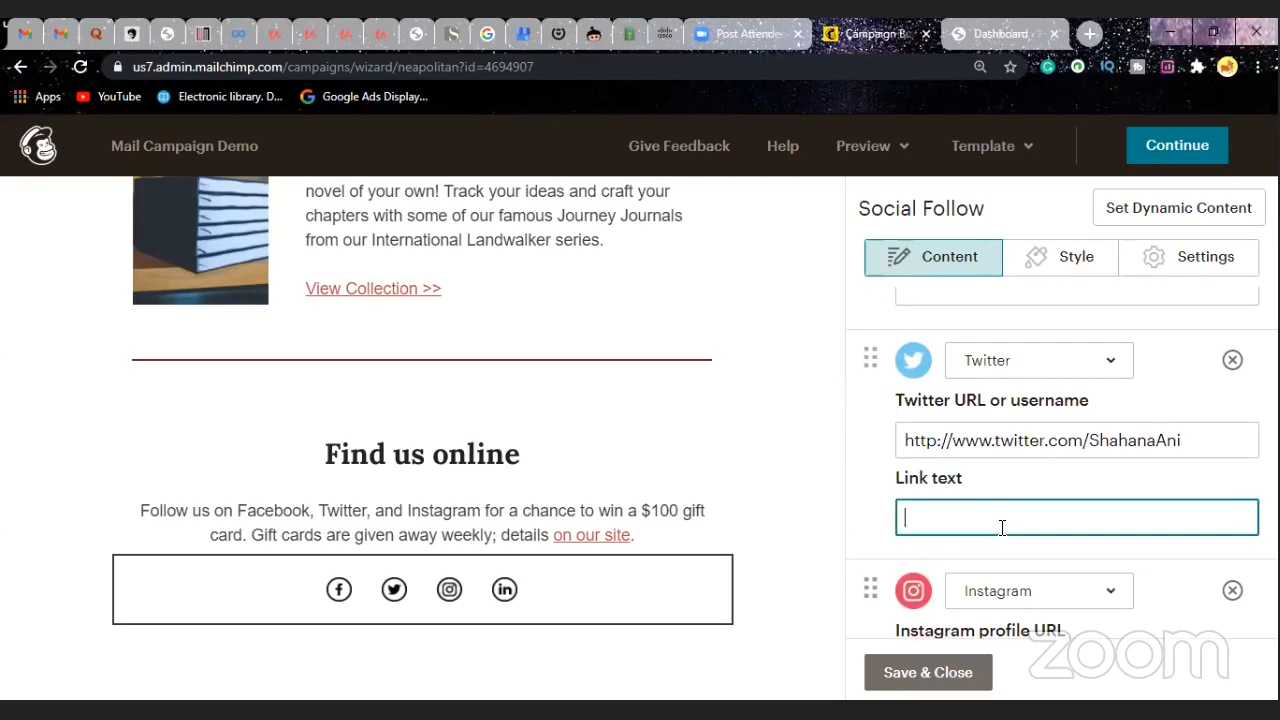 Post Attende
Campaign B
Dashboard
us7.admin.mailchimp.com/campaigns/wizard/neapolitan?id=4694907
Apps
YouTube
Electronic library. D...
Google Ads Display...
Mail Campaign Demo
Give Feedback
Help
Preview
Template
Continue
novel of your own! Track your ideas and craft your
chapters with some of our famous Journey Journals
from our International Landwalker series.
View Collection >>
Find us online
Follow us on Facebook, Twitter, and Instagram for a chance to win a $100 gift
card. Gift cards are given away weekly; details on our site.
Social Follow
Set Dynamic Content
Content
Style
Settings
Twitter
Twitter URL or username
http://www.twitter.com/ShahanaAni
Link text
Instagram
Instagram profile URL
Save & Close
zoom